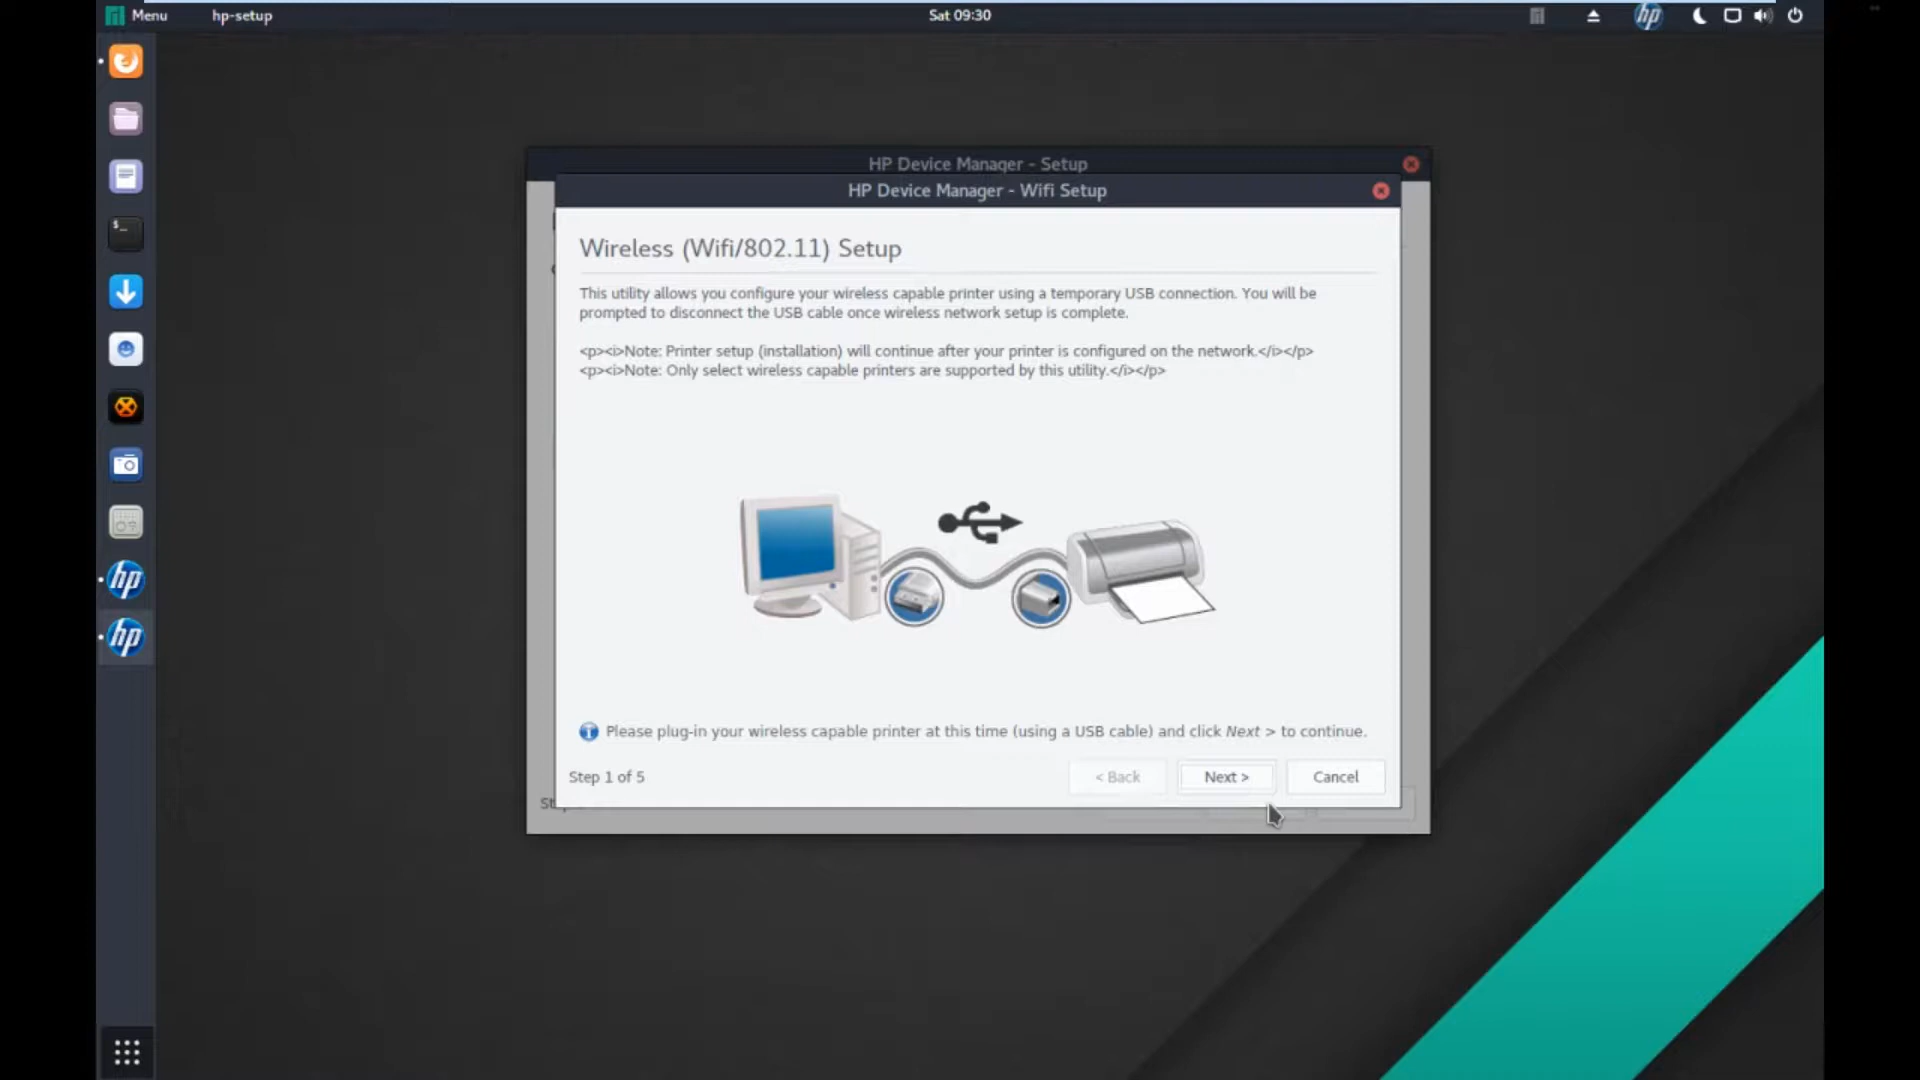 Menu
hp-setup
Sat 09:30
hp
HP Device Manager - Setup
HP Device Manager - Wifi Setup
Wireless (Wifi/802.11) Setup
This utility allows you configure your wireless capable printer using a temporary USB connection. You will be
prompted to disconnect the USB cable once wireless network setup is complete.
<p><i>Note: Printer setup (installation) will continue after your printer is configured on the network.</i></p>
<p><i>Note: Only select wireless capable printers are supported by this utility.</i></p>
Please plug-in your wireless capable printer at this time (using a USB cable) and click Next > to continue.
Step 1 of 5
< Back
Next >
Cancel
$_
hp
hp